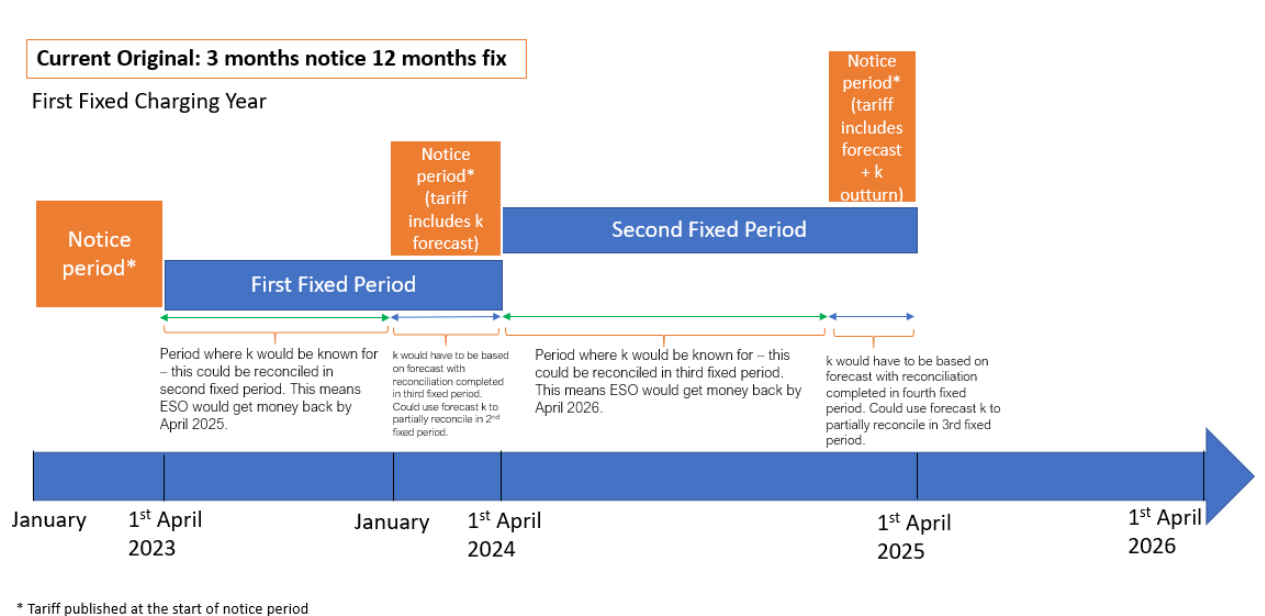 Current Original: 3 months notice 12 months fix
First Fixed Charging Year
Notice
period*
(tariff
includes
forecast
+ k
outturn)
Notice
period*
(tariff
includes k
forecast)
Second Fixed Period
Notice
period*
First Fixed Period
Period where k would be known for
– this could be reconciled in
second fixed period. This means
ESO would get money back by
April 2025.
k would have to be based
on forecast with
reconciliation completed
in third fixed period.
Could use forecast k to
partially reconcile in 2nd
fixed period.
Period where k would be known for – this
could be reconciled in third fixed period.
This means ESO would get money back by
April 2026.
k would have to be based on
forecast with reconciliation
completed in fourth fixed
period. Could use forecast k to
partially reconcile in 3rd fixed
period.
January
1st April
2023
January
1st April
2024
1st April
2025
1st April
2026
* Tariff published at the start of notice period